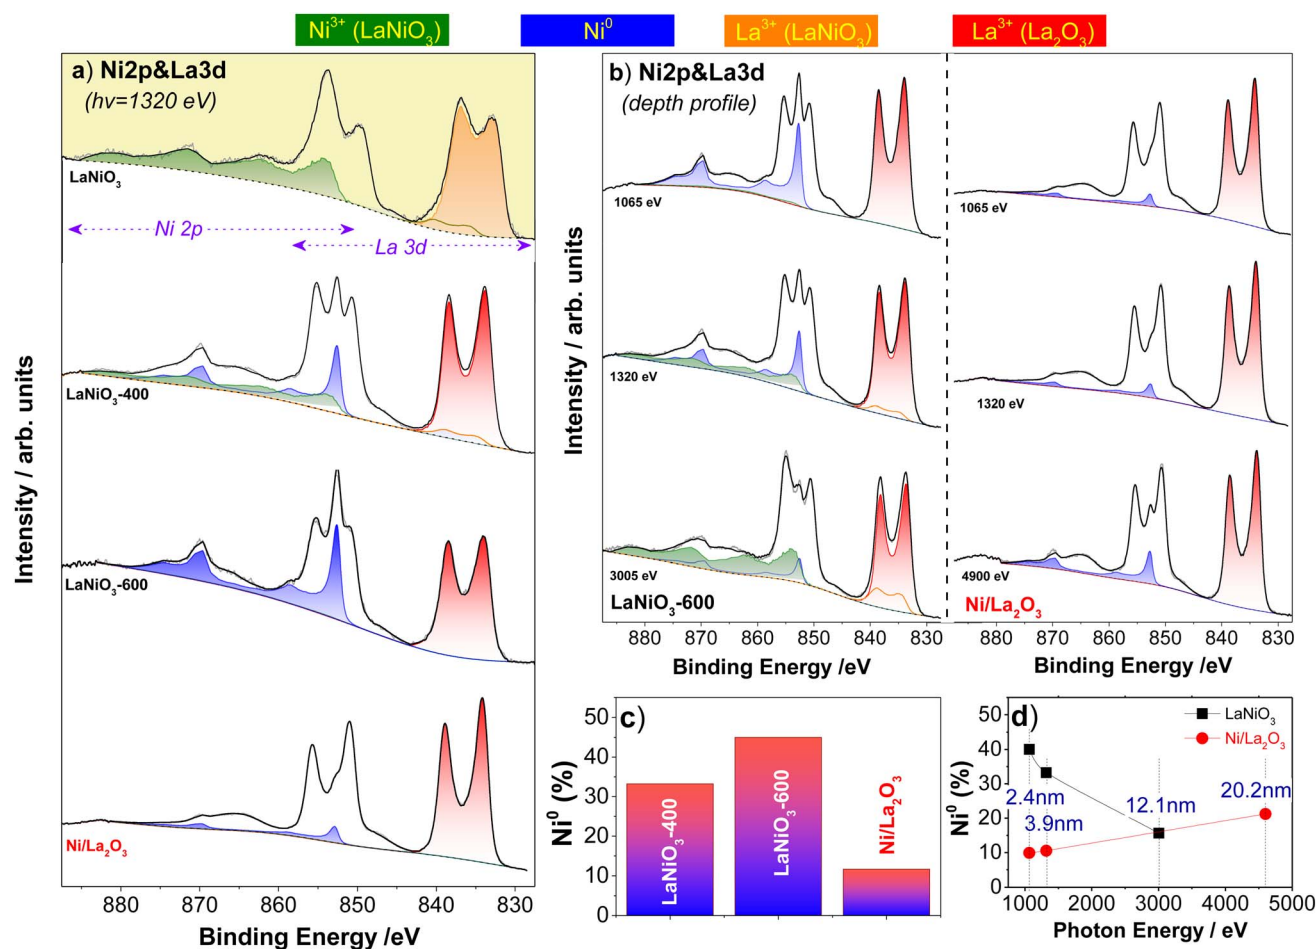 Ni³⁺ (LaNiO₃)
Ni⁰
La³⁺ (LaNiO₃)
La³⁺ (La₂O₃)
a) Ni2p&La3d
(hν=1320 eV)
LaNiO₃
Ni 2p
La 3d
LaNiO₃-400
LaNiO₃-600
Ni/La₂O₃
Intensity / arb. units
880 870 860 850 840 830
Binding Energy /eV
b) Ni2p&La3d
(depth profile)
1065 eV
1320 eV
3005 eV
LaNiO₃-600
Intensity / arb. units
880 870 860 850 840 830
Binding Energy /eV
1065 eV
1320 eV
4900 eV
Ni/La₂O₃
880 870 860 850 840 830
Binding Energy /eV
c)
Ni⁰ (%)
50
40
30
20
10
0
LaNiO₃-400
LaNiO₃-600
Ni/La₂O₃
d)
LaNiO₃
Ni/La₂O₃
Ni⁰ (%)
50
40
30
20
10
0
2.4nm
3.9nm
12.1nm
20.2nm
1000 2000 3000 4000 5000
Photon Energy / eV